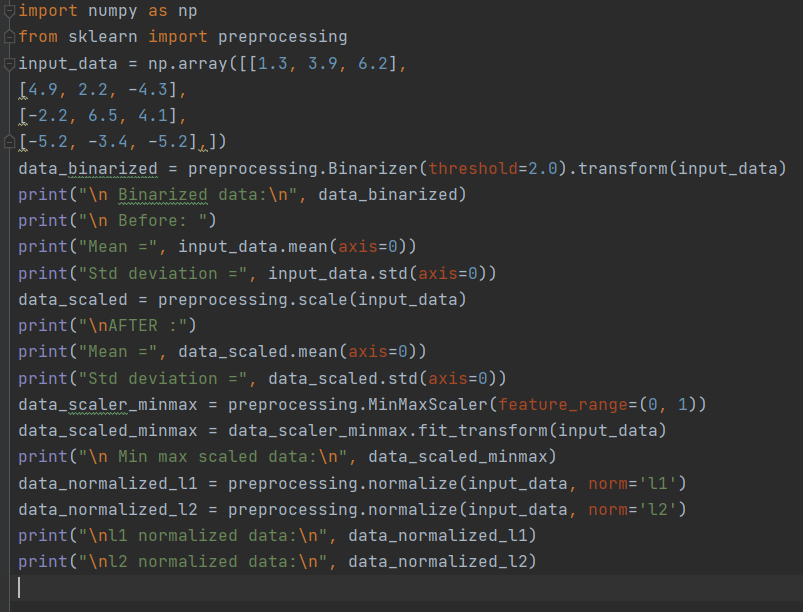 import numpy as np
from sklearn import preprocessing
input_data = np.array([[1.3, 3.9, 6.2],
[4.9, 2.2, -4.3],
[-2.2, 6.5, 4.1],
[-5.2, -3.4, -5.2],])
data_binarized = preprocessing.Binarizer(threshold=2.0).transform(input_data)
print("\n Binarized data:\n", data_binarized)
print("\n Before: ")
print("Mean =", input_data.mean(axis=0))
print("Std deviation =", input_data.std(axis=0))
data_scaled = preprocessing.scale(input_data)
print("\nAFTER :")
print("Mean =", data_scaled.mean(axis=0))
print("Std deviation =", data_scaled.std(axis=0))
data_scaler_minmax = preprocessing.MinMaxScaler(feature_range=(0, 1))
data_scaled_minmax = data_scaler_minmax.fit_transform(input_data)
print("\n Min max scaled data:\n", data_scaled_minmax)
data_normalized_l1 = preprocessing.normalize(input_data, norm='l1')
data_normalized_l2 = preprocessing.normalize(input_data, norm='l2')
print("\nl1 normalized data:\n", data_normalized_l1)
print("\nl2 normalized data:\n", data_normalized_l2)